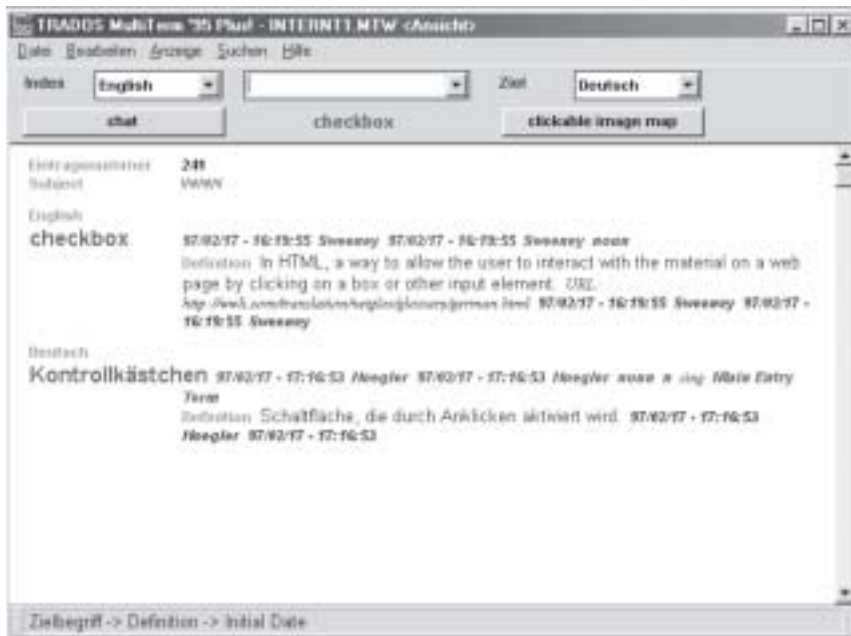 TRADOS MultiTerm '95 Plus! - INTERNT1.MTW <Ansicht>
Datei Bearbeiten Anzeige Suchen Hilfe
Index English Ziel Deutsch
chat checkbox clickable image map
Eintragsnummer 241
Subject WWW
English
checkbox 97/02/17 - 16:19:55 Sweeney 97/02/17 - 16:19:55 Sweeney noun
Definition In HTML, a way to allow the user to interact with the material on a web
page by clicking on a box or other input element. URL
97/02/17 - 16:19:55 Sweeney 97/02/17 -
16:19:55 Sweeney
Deutsch
Kontrollkästchen 97/02/17 - 17:16:53 Hoegler 97/02/17 - 17:16:53 Hoegler noun n sing Main Entry
Term
Definition Schaltfläche, die durch Anklicken aktiviert wird. 97/02/17 - 17:16:53
Hoegler 97/02/17 - 17:16:53
Zielbegriff -> Definition -> Initial Date